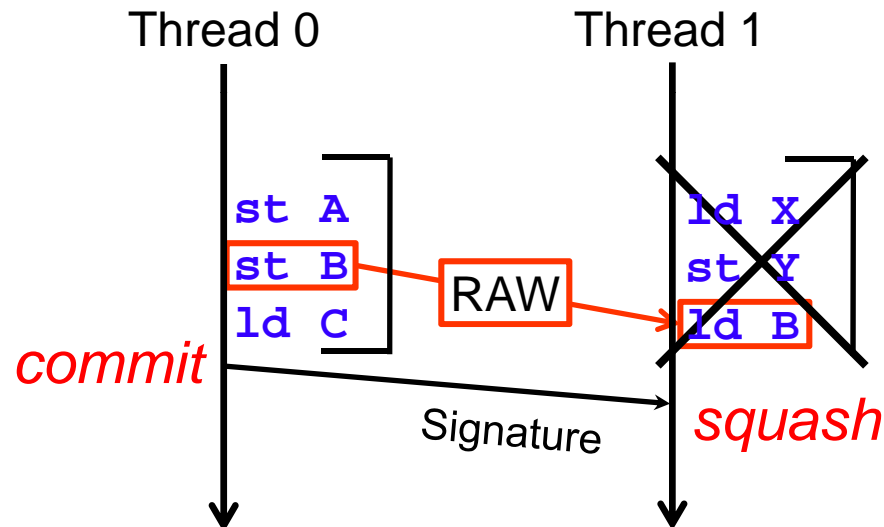 Thread 0
Thread 1
st A
st B
ld C
RAW
ld X
st Y
ld B
commit
Signature
squash